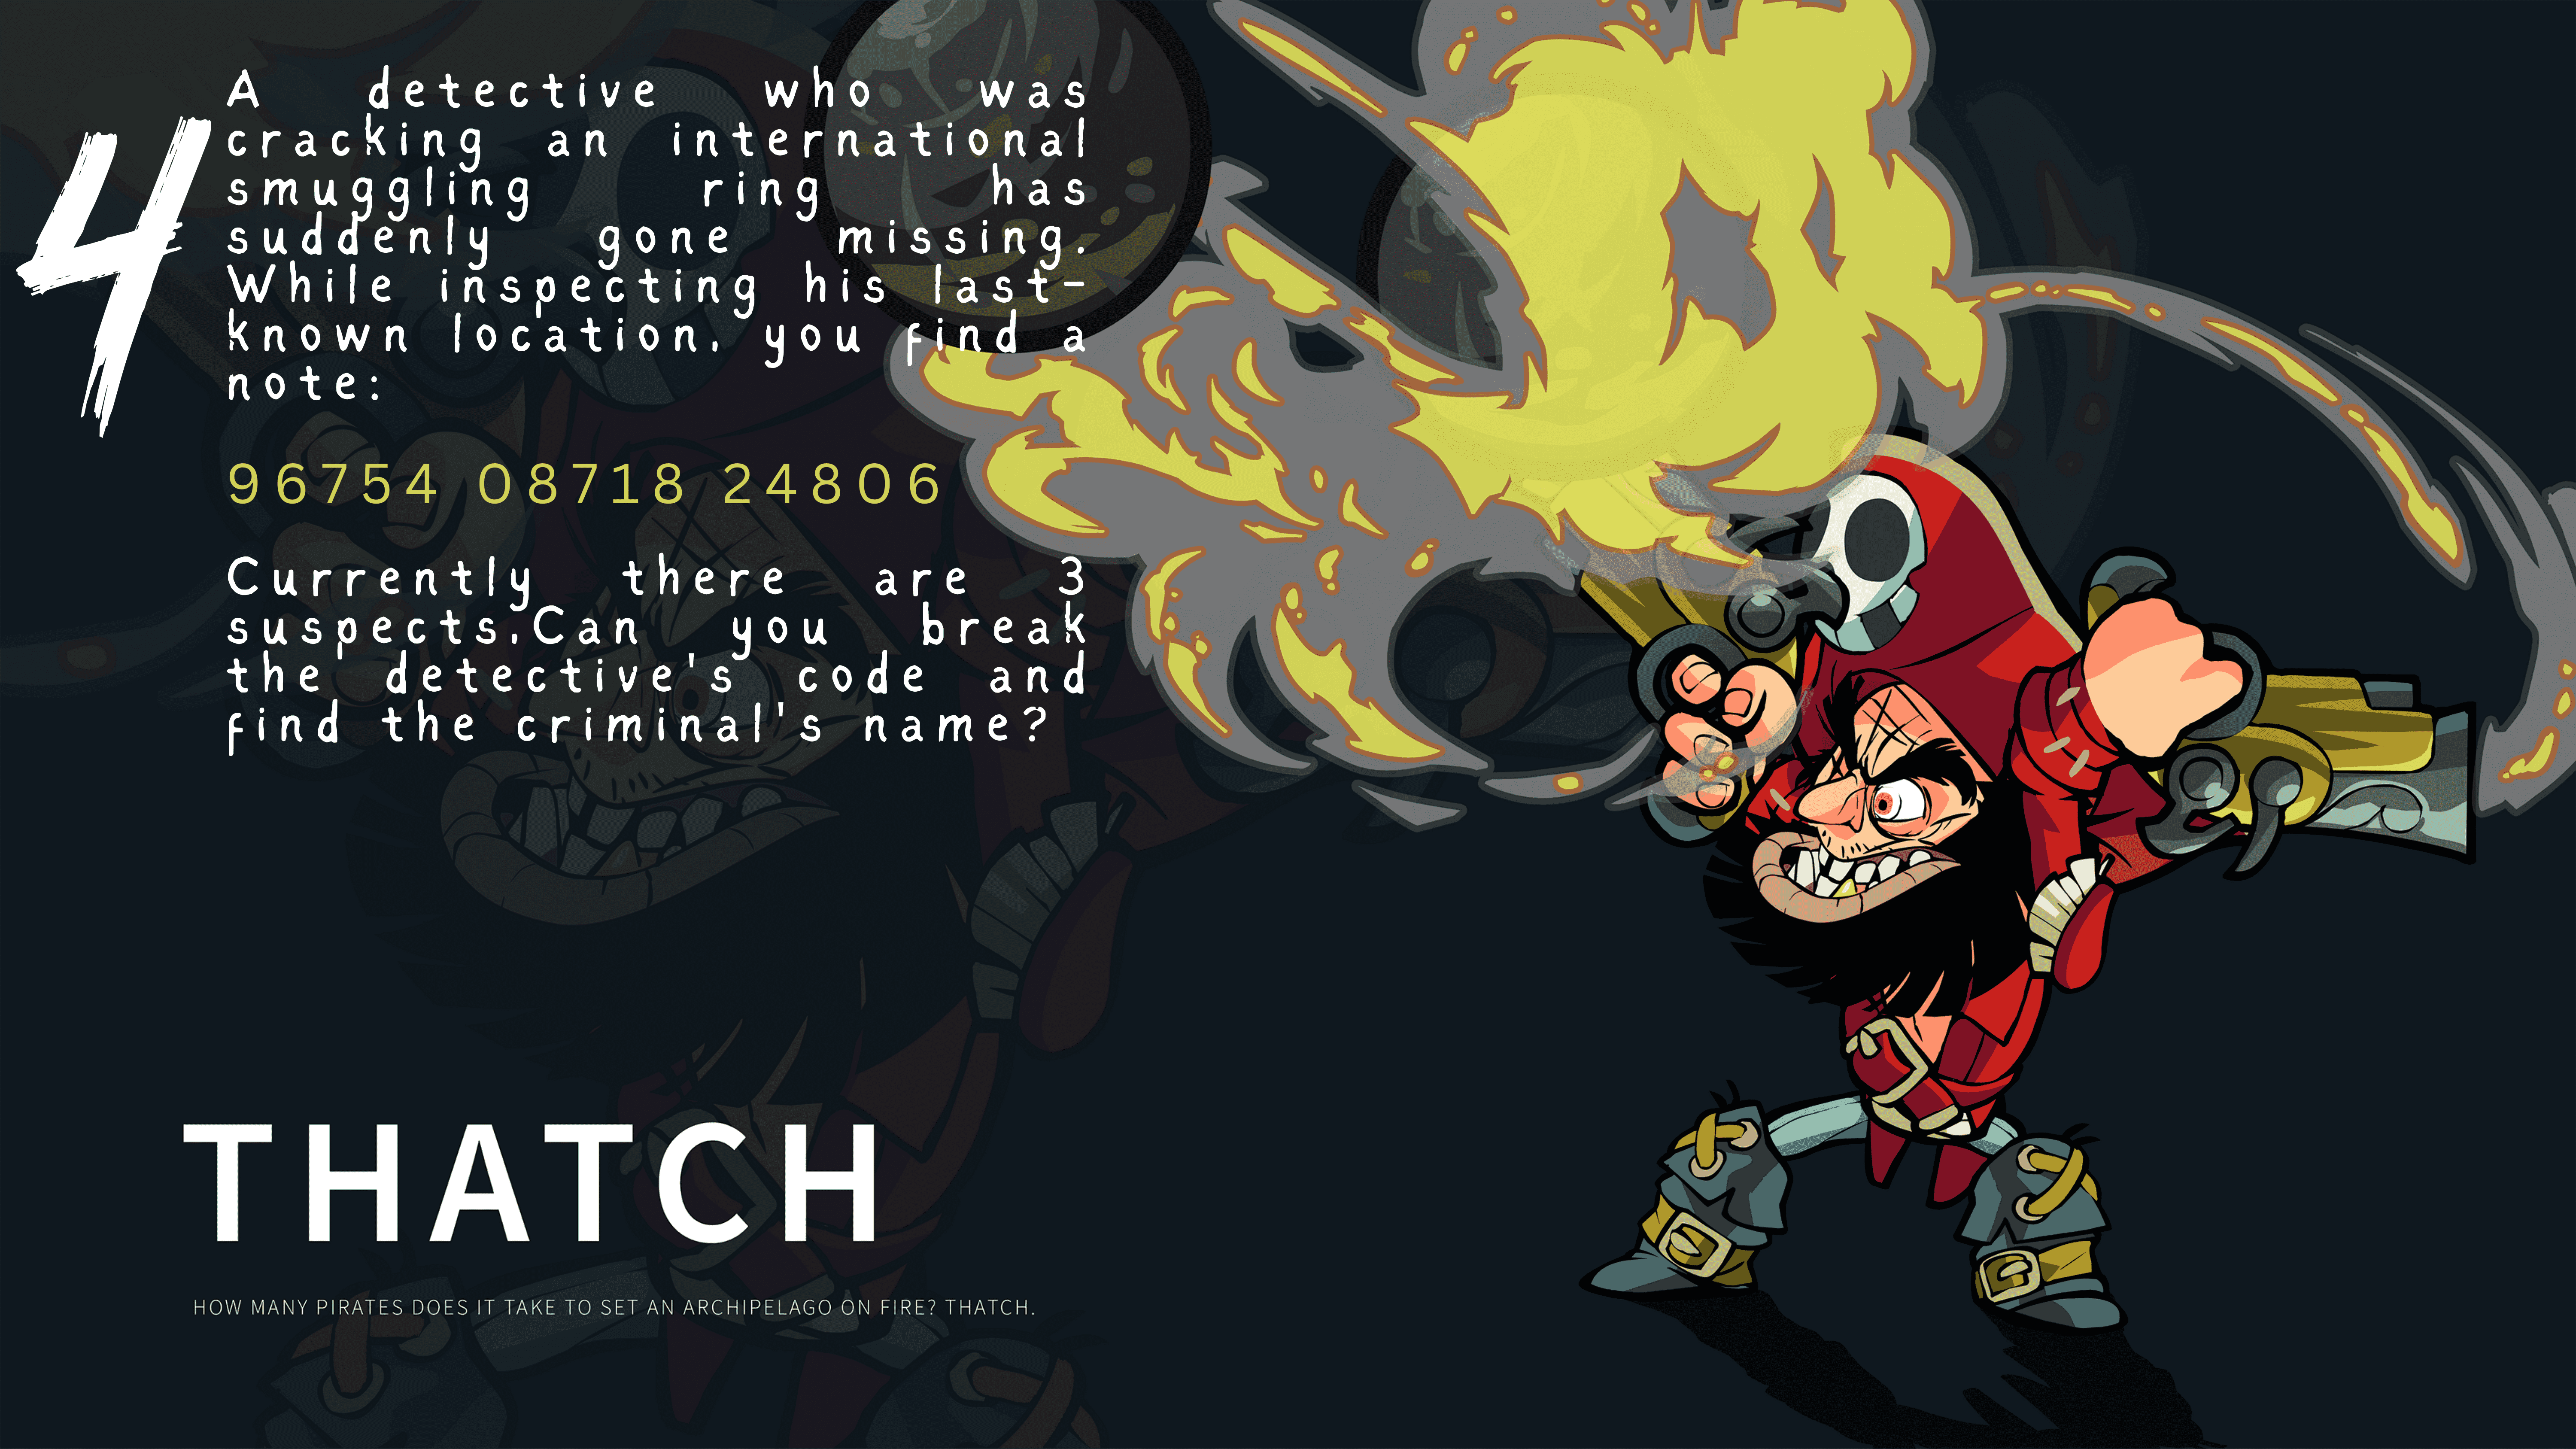 4
A detective who was
cracking an international
smuggling ring has
suddenly gone missing.
While inspecting his last-
known location, you find a
note:
96754 08718 24806
Currently there are 3
suspects.Can you break
the detective's code and
find the criminal's name?
THATCH
HOW MANY PIRATES DOES IT TAKE TO SET AN ARCHIPELAGO ON FIRE? THATCH.